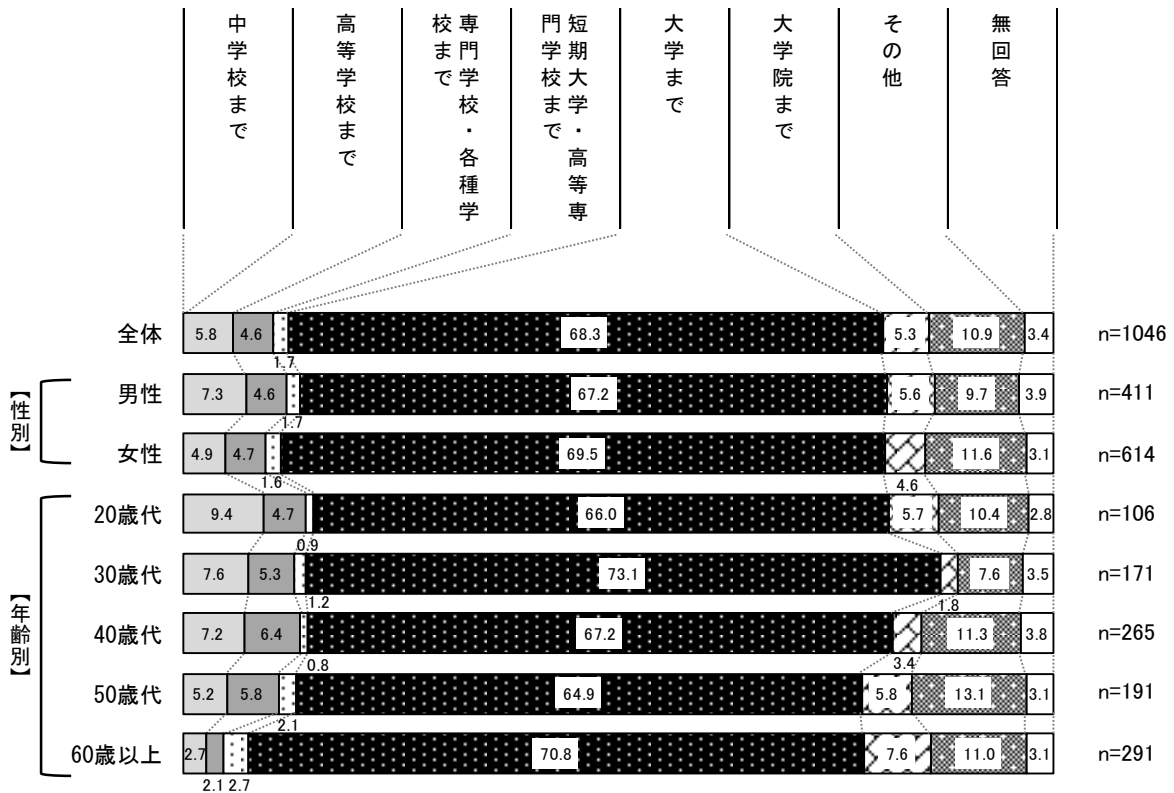 中学校まで
高等学校まで
専門学校・各種学
校まで
短期大学・高等専
門学校まで
大学まで
大学院まで
その他
無回答
全体 5.8 4.6 1.7 68.3 5.3 10.9 3.4 n=1046
【性別】
男性 7.3 4.6 1.7 67.2 5.6 9.7 3.9 n=411
女性 4.9 4.7 1.6 69.5 4.6 11.6 3.1 n=614
【年齢別】
20歳代 9.4 4.7 0.9 66.0 5.7 10.4 2.8 n=106
30歳代 7.6 5.3 1.2 73.1 1.8 7.6 3.5 n=171
40歳代 7.2 6.4 0.8 67.2 3.4 11.3 3.8 n=265
50歳代 5.2 5.8 2.1 64.9 5.8 13.1 3.1 n=191
60歳以上 2.7 2.1 2.7 70.8 7.6 11.0 3.1 n=291